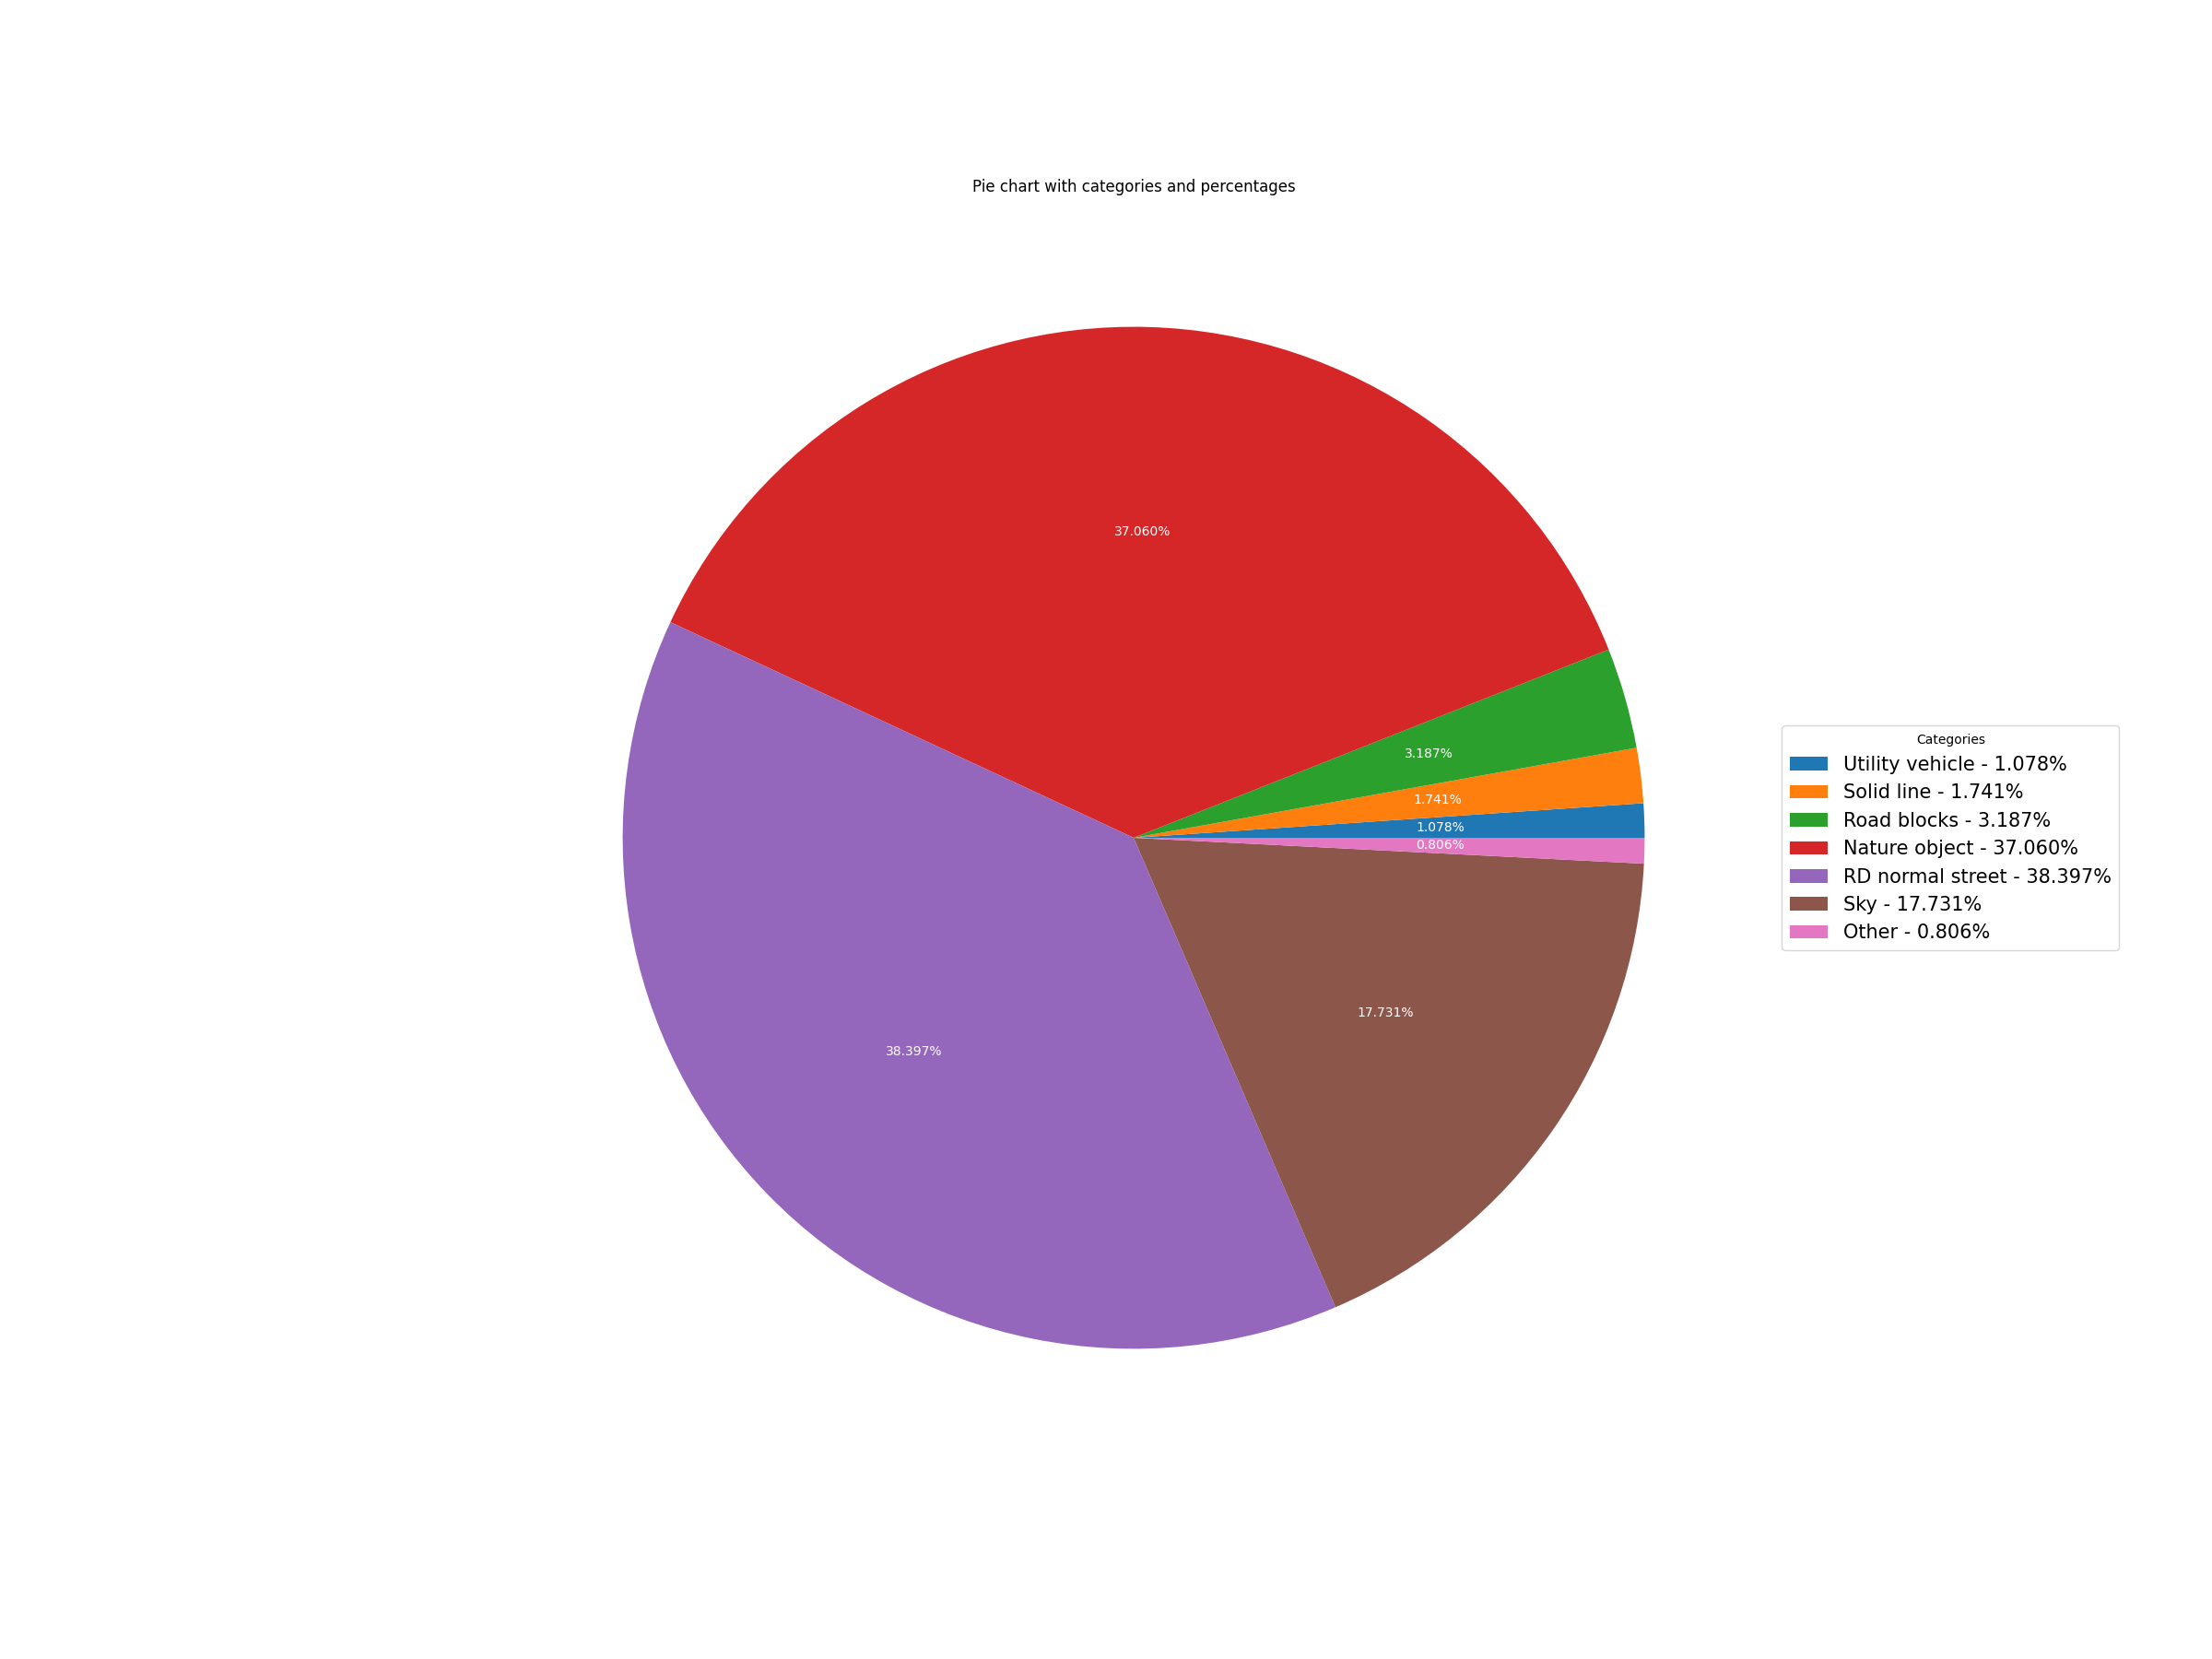 Pie chart with categories and percentages
37.060%
3.187%
1.741%
1.078%
0.806%
17.731%
38.397%
Categories
Utility vehicle - 1.078%
Solid line - 1.741%
Road blocks - 3.187%
Nature object - 37.060%
RD normal street - 38.397%
Sky - 17.731%
Other - 0.806%